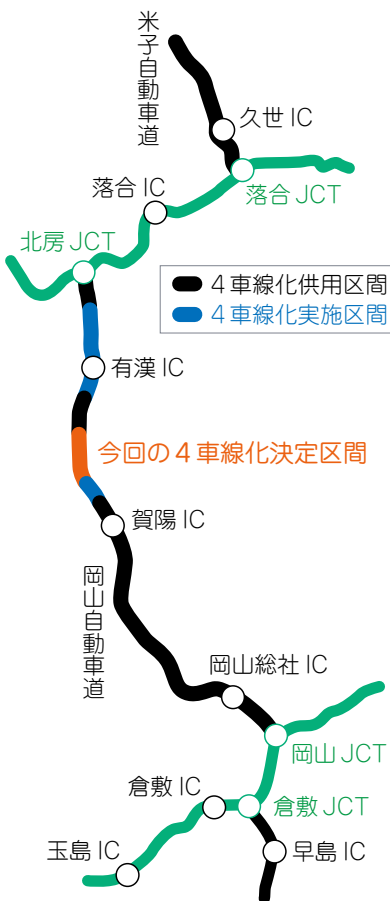 米子自動車道
久世 IC
落合 IC
落合 JCT
北房 JCT
4車線化供用区間
4車線化実施区間
有漢 IC
今回の4車線化決定区間
賀陽 IC
岡山自動車道
岡山総社 IC
岡山 JCT
倉敷 IC
倉敷 JCT
玉島 IC
早島 IC